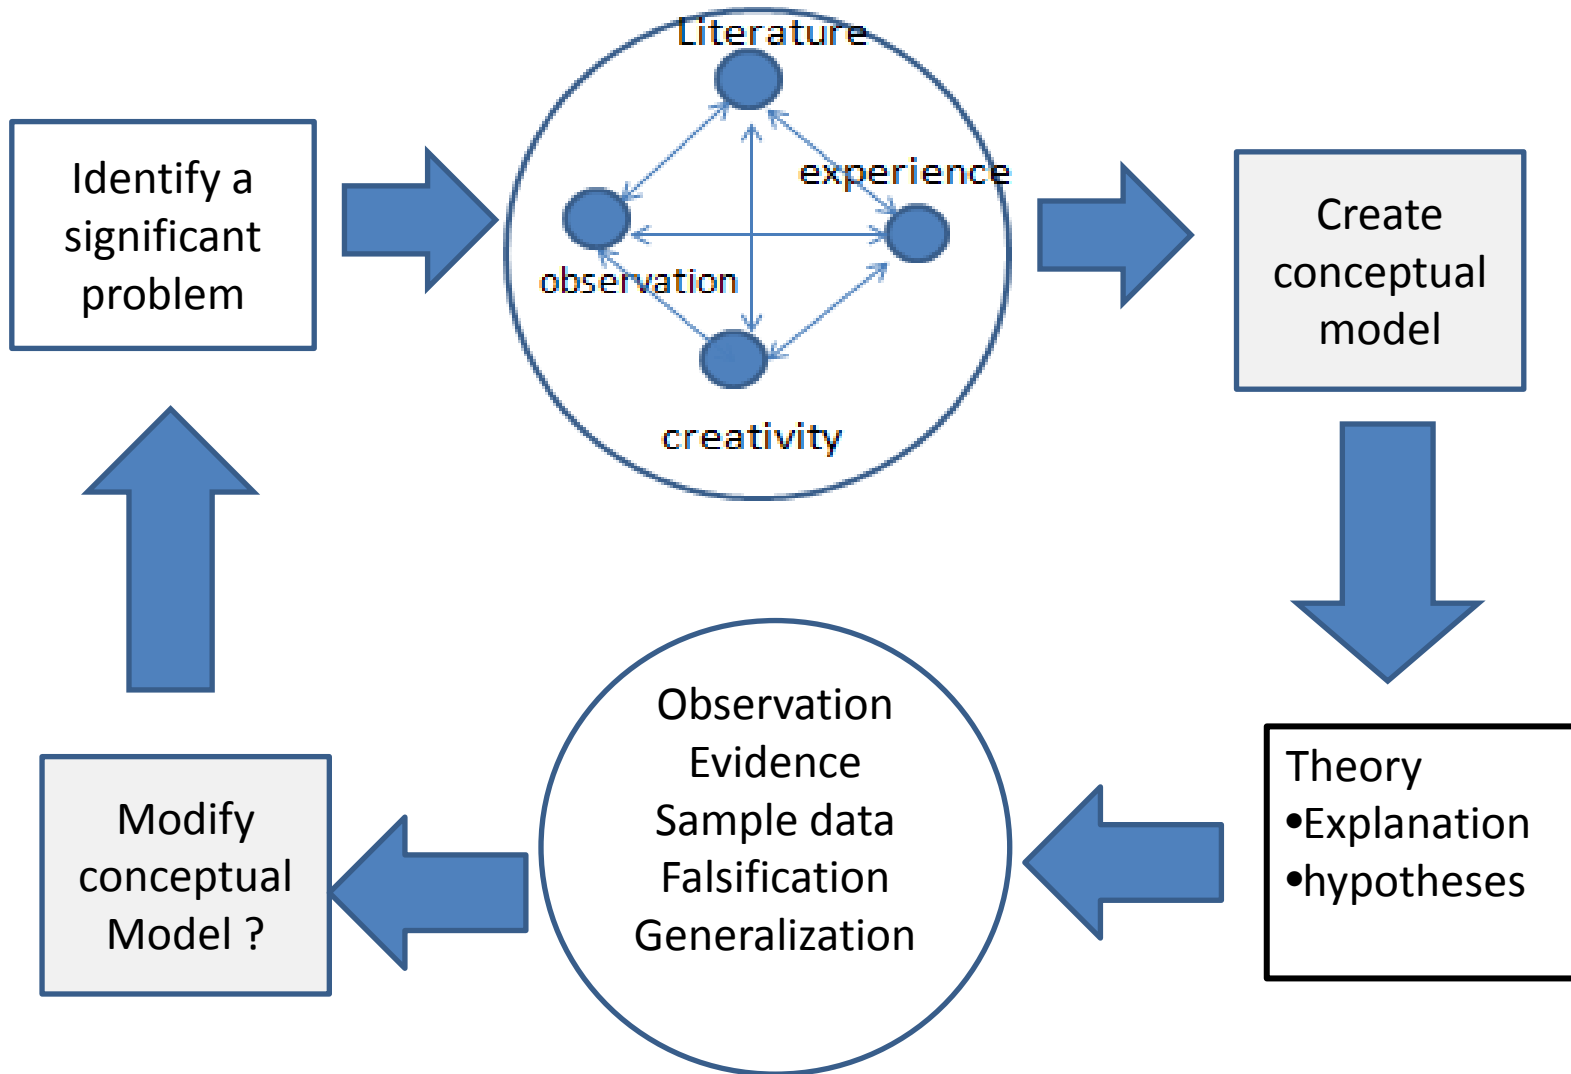 Identify a
significant
problem
Literature
experience
observation
creativity
Create
conceptual
model
Theory
•Explanation
•hypotheses
Observation
Evidence
Sample data
Falsification
Generalization
Modify
conceptual
Model ?